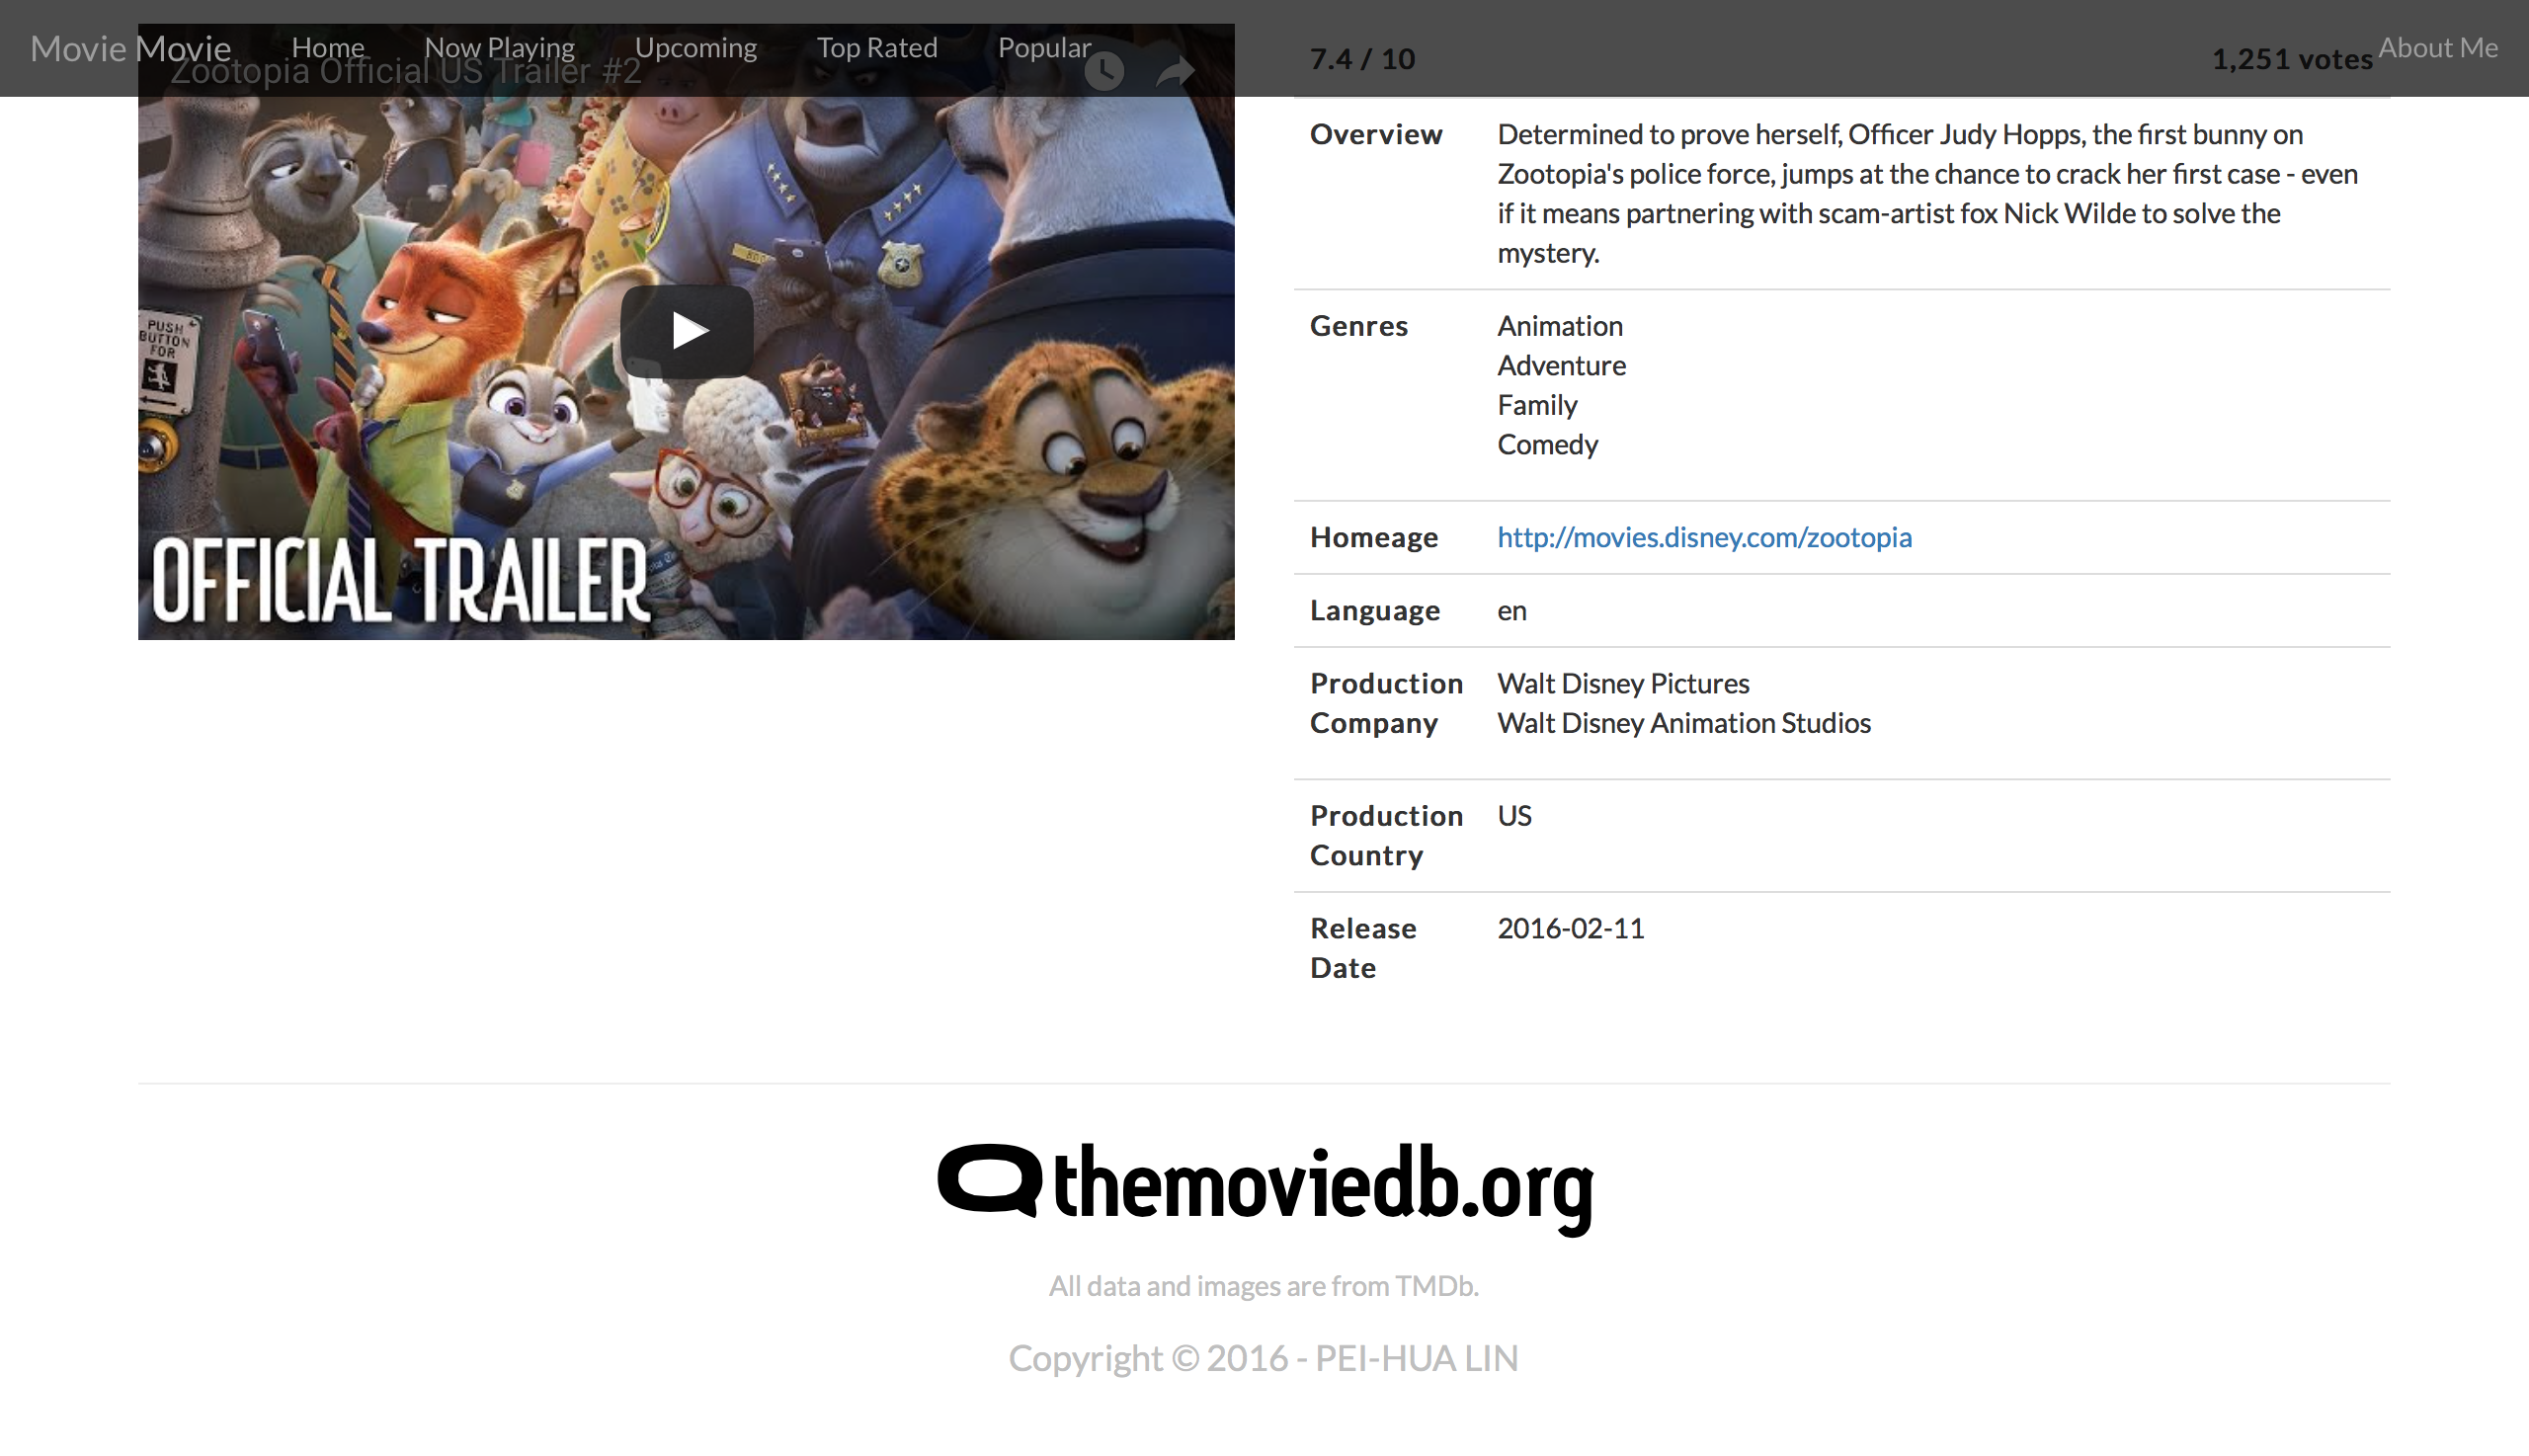 Movie Movie Home Now Playing Upcoming Top Rated Popular About Me
Zootopia Official US Trailer #2
PUSH
BUTTON
FOR
OFFICIAL TRAILER
7.4 / 10 1,251 votes
Overview Determined to prove herself, Officer Judy Hopps, the first bunny on
Zootopia's police force, jumps at the chance to crack her first case - even
if it means partnering with scam-artist fox Nick Wilde to solve the
mystery.
Genres Animation
Adventure
Family
Comedy
Homeage http://movies.disney.com/zootopia
Language en
Production Walt Disney Pictures
Company Walt Disney Animation Studios
Production US
Country
Release 2016-02-11
Date
themoviedb.org
All data and images are from TMDb.
Copyright © 2016 - PEI-HUA LIN